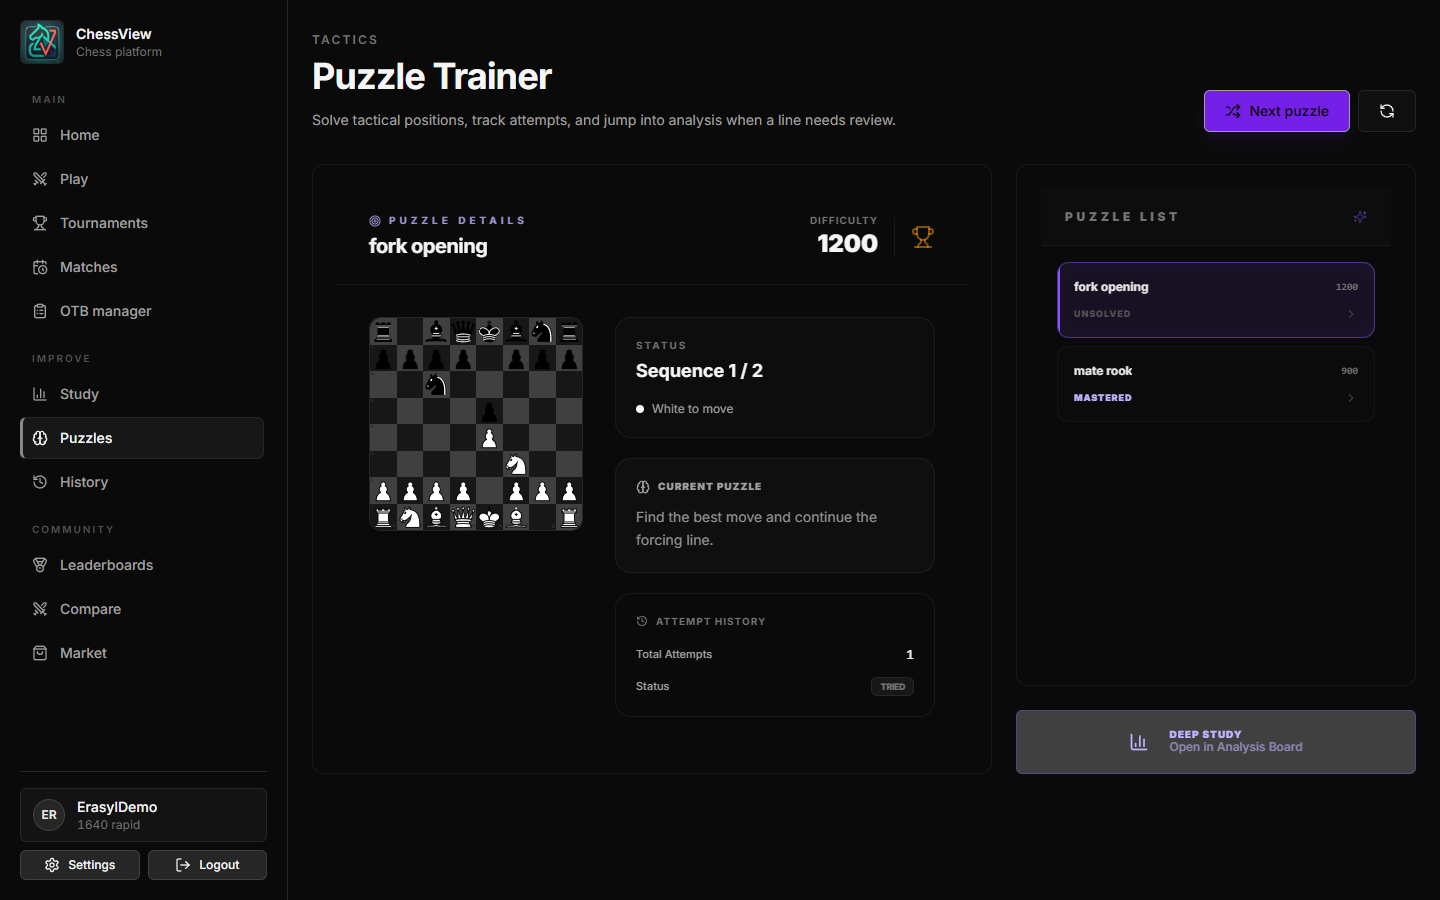 ChessView
Chess platform
MAIN
Home
Play
Tournaments
Matches
OTB manager
IMPROVE
Study
Puzzles
History
COMMUNITY
Leaderboards
Compare
Market
ER
ErasylDemo
1640 rapid
Settings
Logout
TACTICS
Puzzle Trainer
Solve tactical positions, track attempts, and jump into analysis when a line needs review.
Next puzzle
PUZZLE DETAILS
fork opening
DIFFICULTY
1200
STATUS
Sequence 1 / 2
White to move
CURRENT PUZZLE
Find the best move and continue the
forcing line.
ATTEMPT HISTORY
Total Attempts 1
Status TRIED
PUZZLE LIST
fork opening 1200
UNSOLVED
mate rook 900
MASTERED
DEEP STUDY
Open in Analysis Board